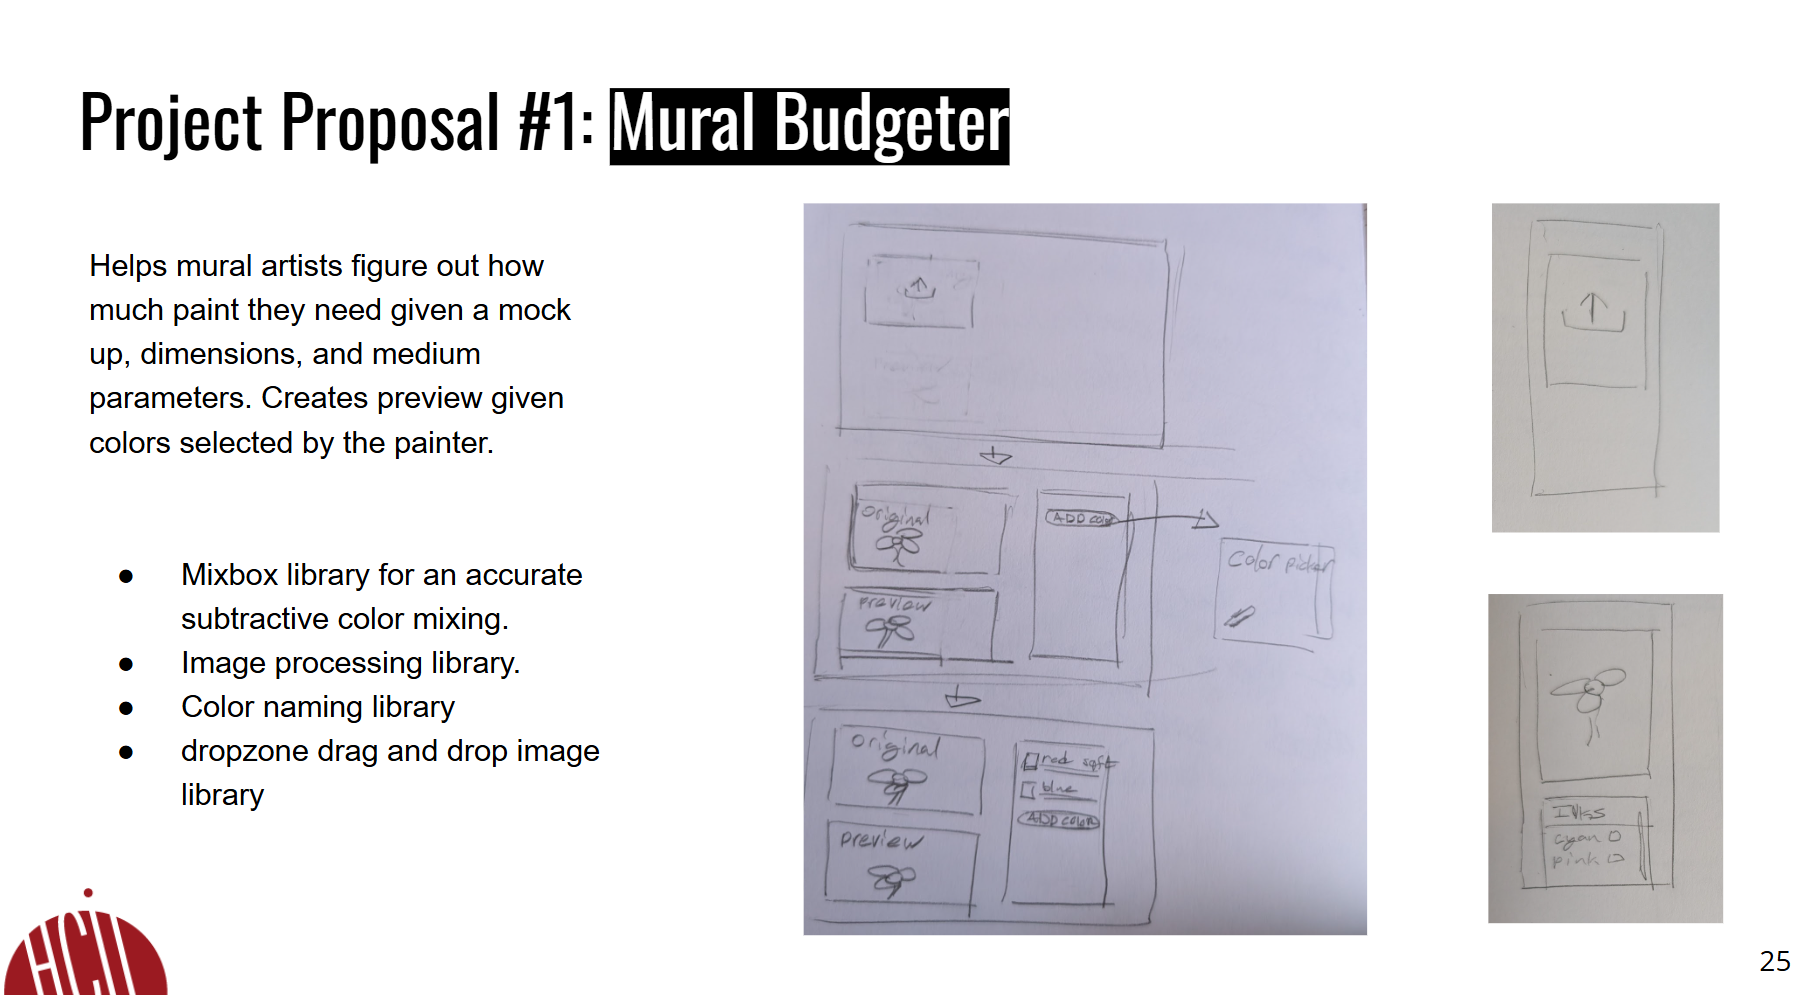 Project Proposal #1: Mural Budgeter
Helps mural artists figure out how
much paint they need given a mock
up, dimensions, and medium
parameters. Creates preview given
colors selected by the painter.
● Mixbox library for an accurate
subtractive color mixing.
● Image processing library.
● Color naming library
● dropzone drag and drop image
library
Original
ADD color
color picker
preview
original
red sqft
blue
ADD color
preview
INKS
cyan
pink
HCII
25